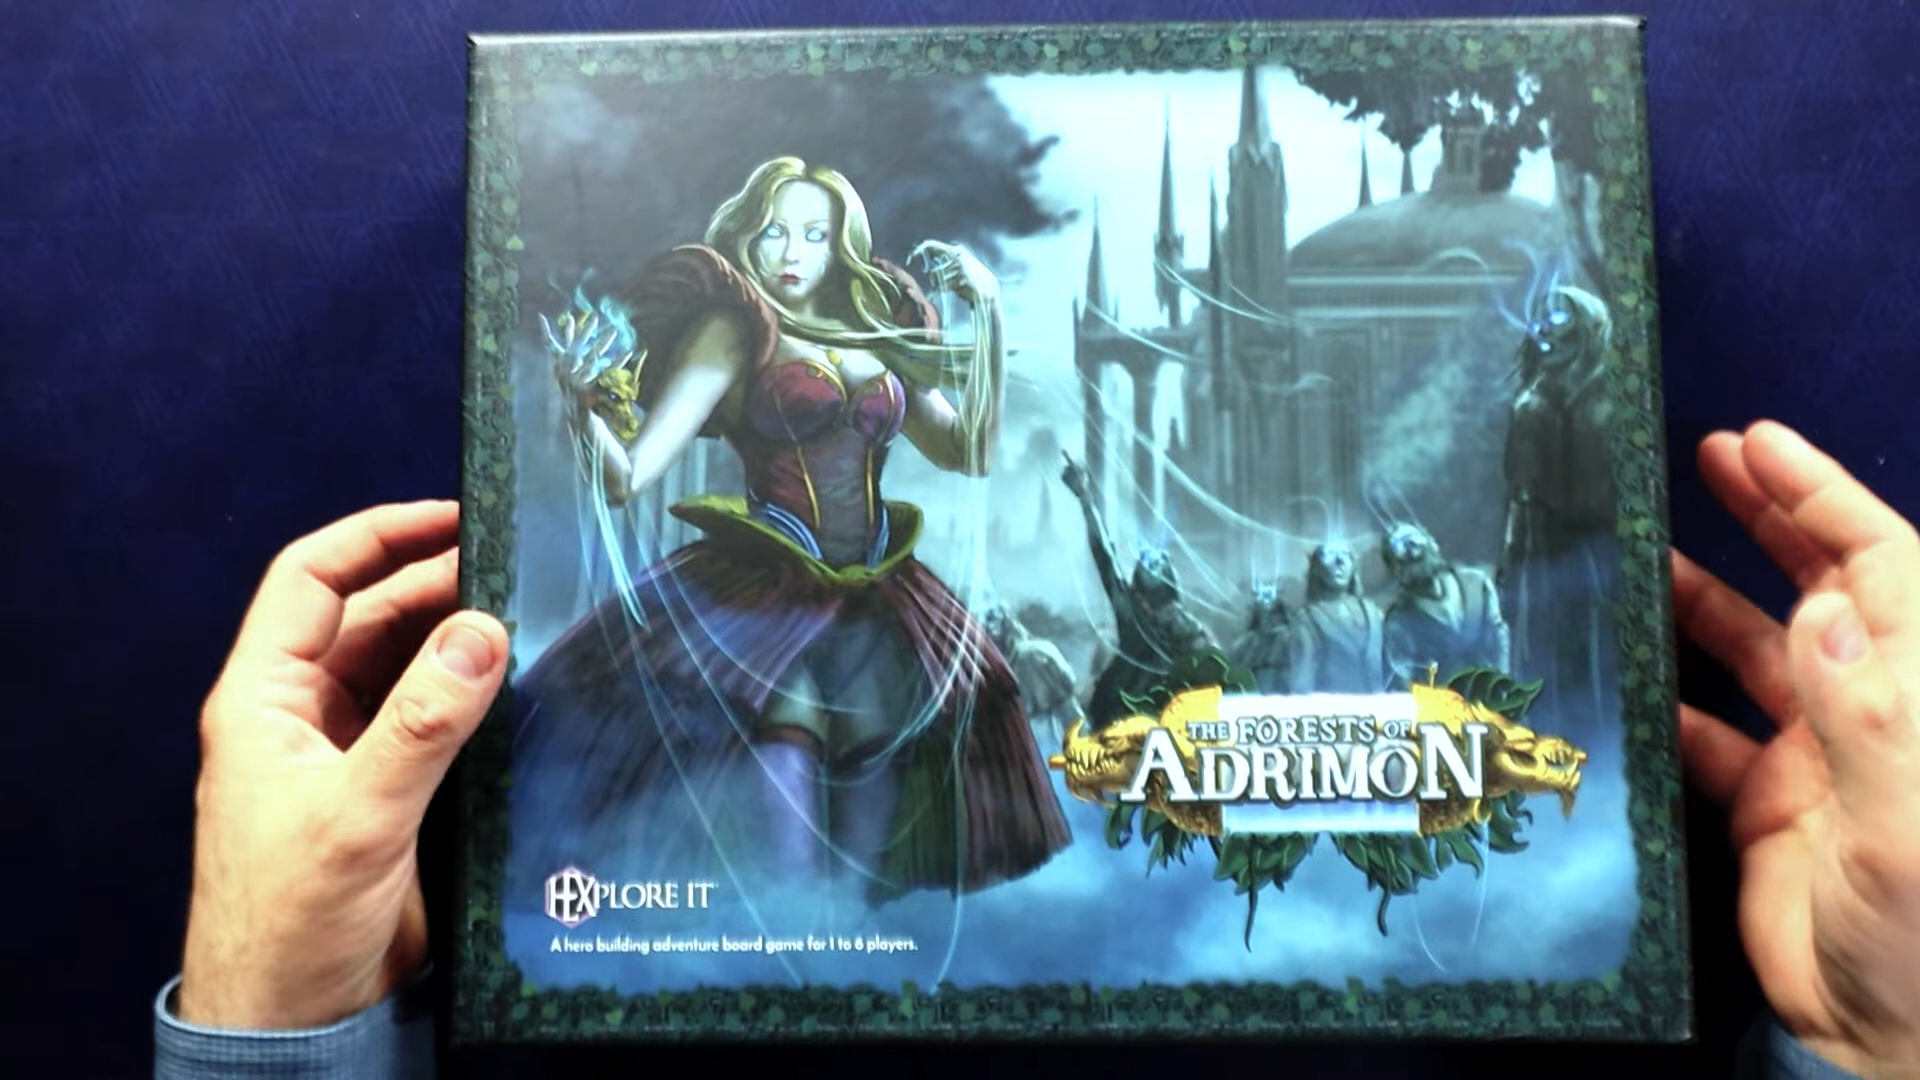 THE FORESTS OF
ADRIMON
HEXPLORE IT
A hero building adventure board game for 1 to 6 players.